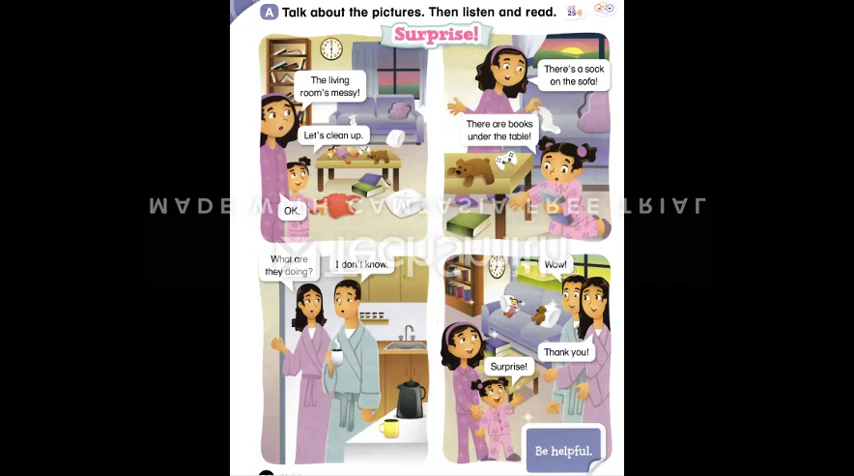 A Talk about the pictures. Then listen and read.
Surprise!
The living
room's messy!
Let's clean up.
OK.
There's a sock
on the sofa!
There are books
under the table!
MADE WITH CAMTASIA FREE TRIAL
TechSmith
What are
they doing?
I don't know.
Wow!
Thank you!
Surprise!
Be helpful.